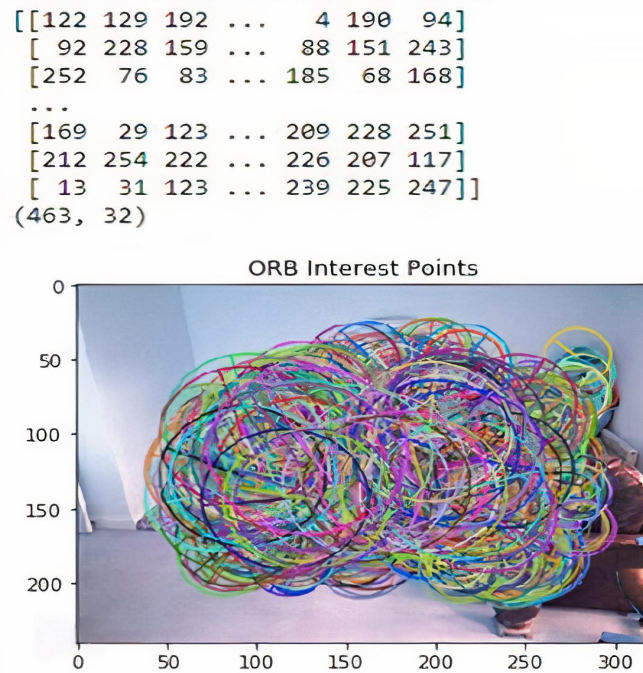 [[122 129 192 ... 4 190 94]
[ 92 228 159 ... 88 151 243]
[252 76 83 ... 185 68 168]
...
[169 29 123 ... 209 228 251]
[212 254 222 ... 226 207 117]
[ 13 31 123 ... 239 225 247]]
(463, 32)
ORB Interest Points
0
50
100
150
200
0 50 100 150 200 250 300